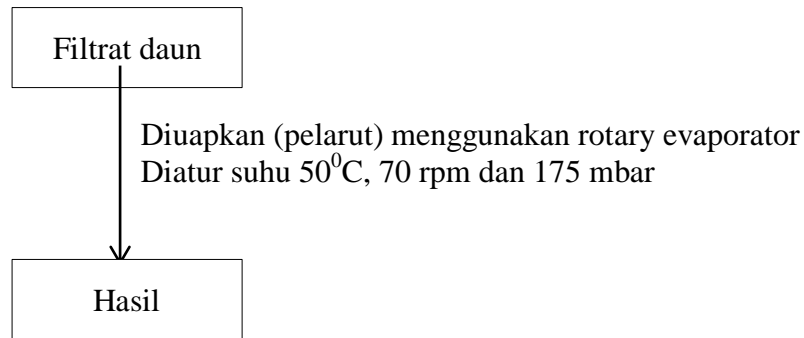 Filtrat daun
Diuapkan (pelarut) menggunakan rotary evaporator
Diatur suhu 50⁰C, 70 rpm dan 175 mbar
Hasil